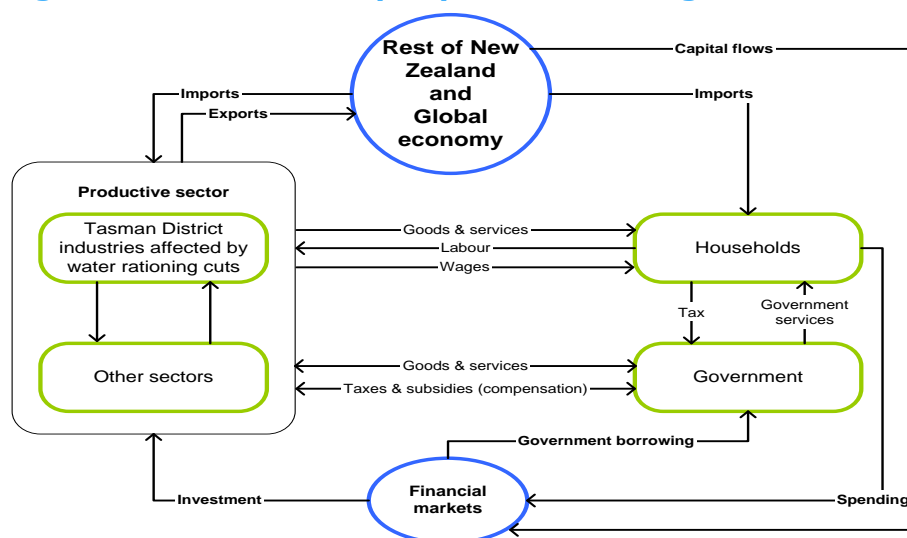 Rest of New
Zealand
and
Global
economy
Capital flows
Imports
Exports
Imports
Productive sector
Tasman District
industries affected by
water rationing cuts
Other sectors
Goods & services
Labour
Wages
Households
Tax
Government
services
Goods & services
Taxes & subsidies (compensation)
Government
Government borrowing
Investment
Financial
markets
Spending